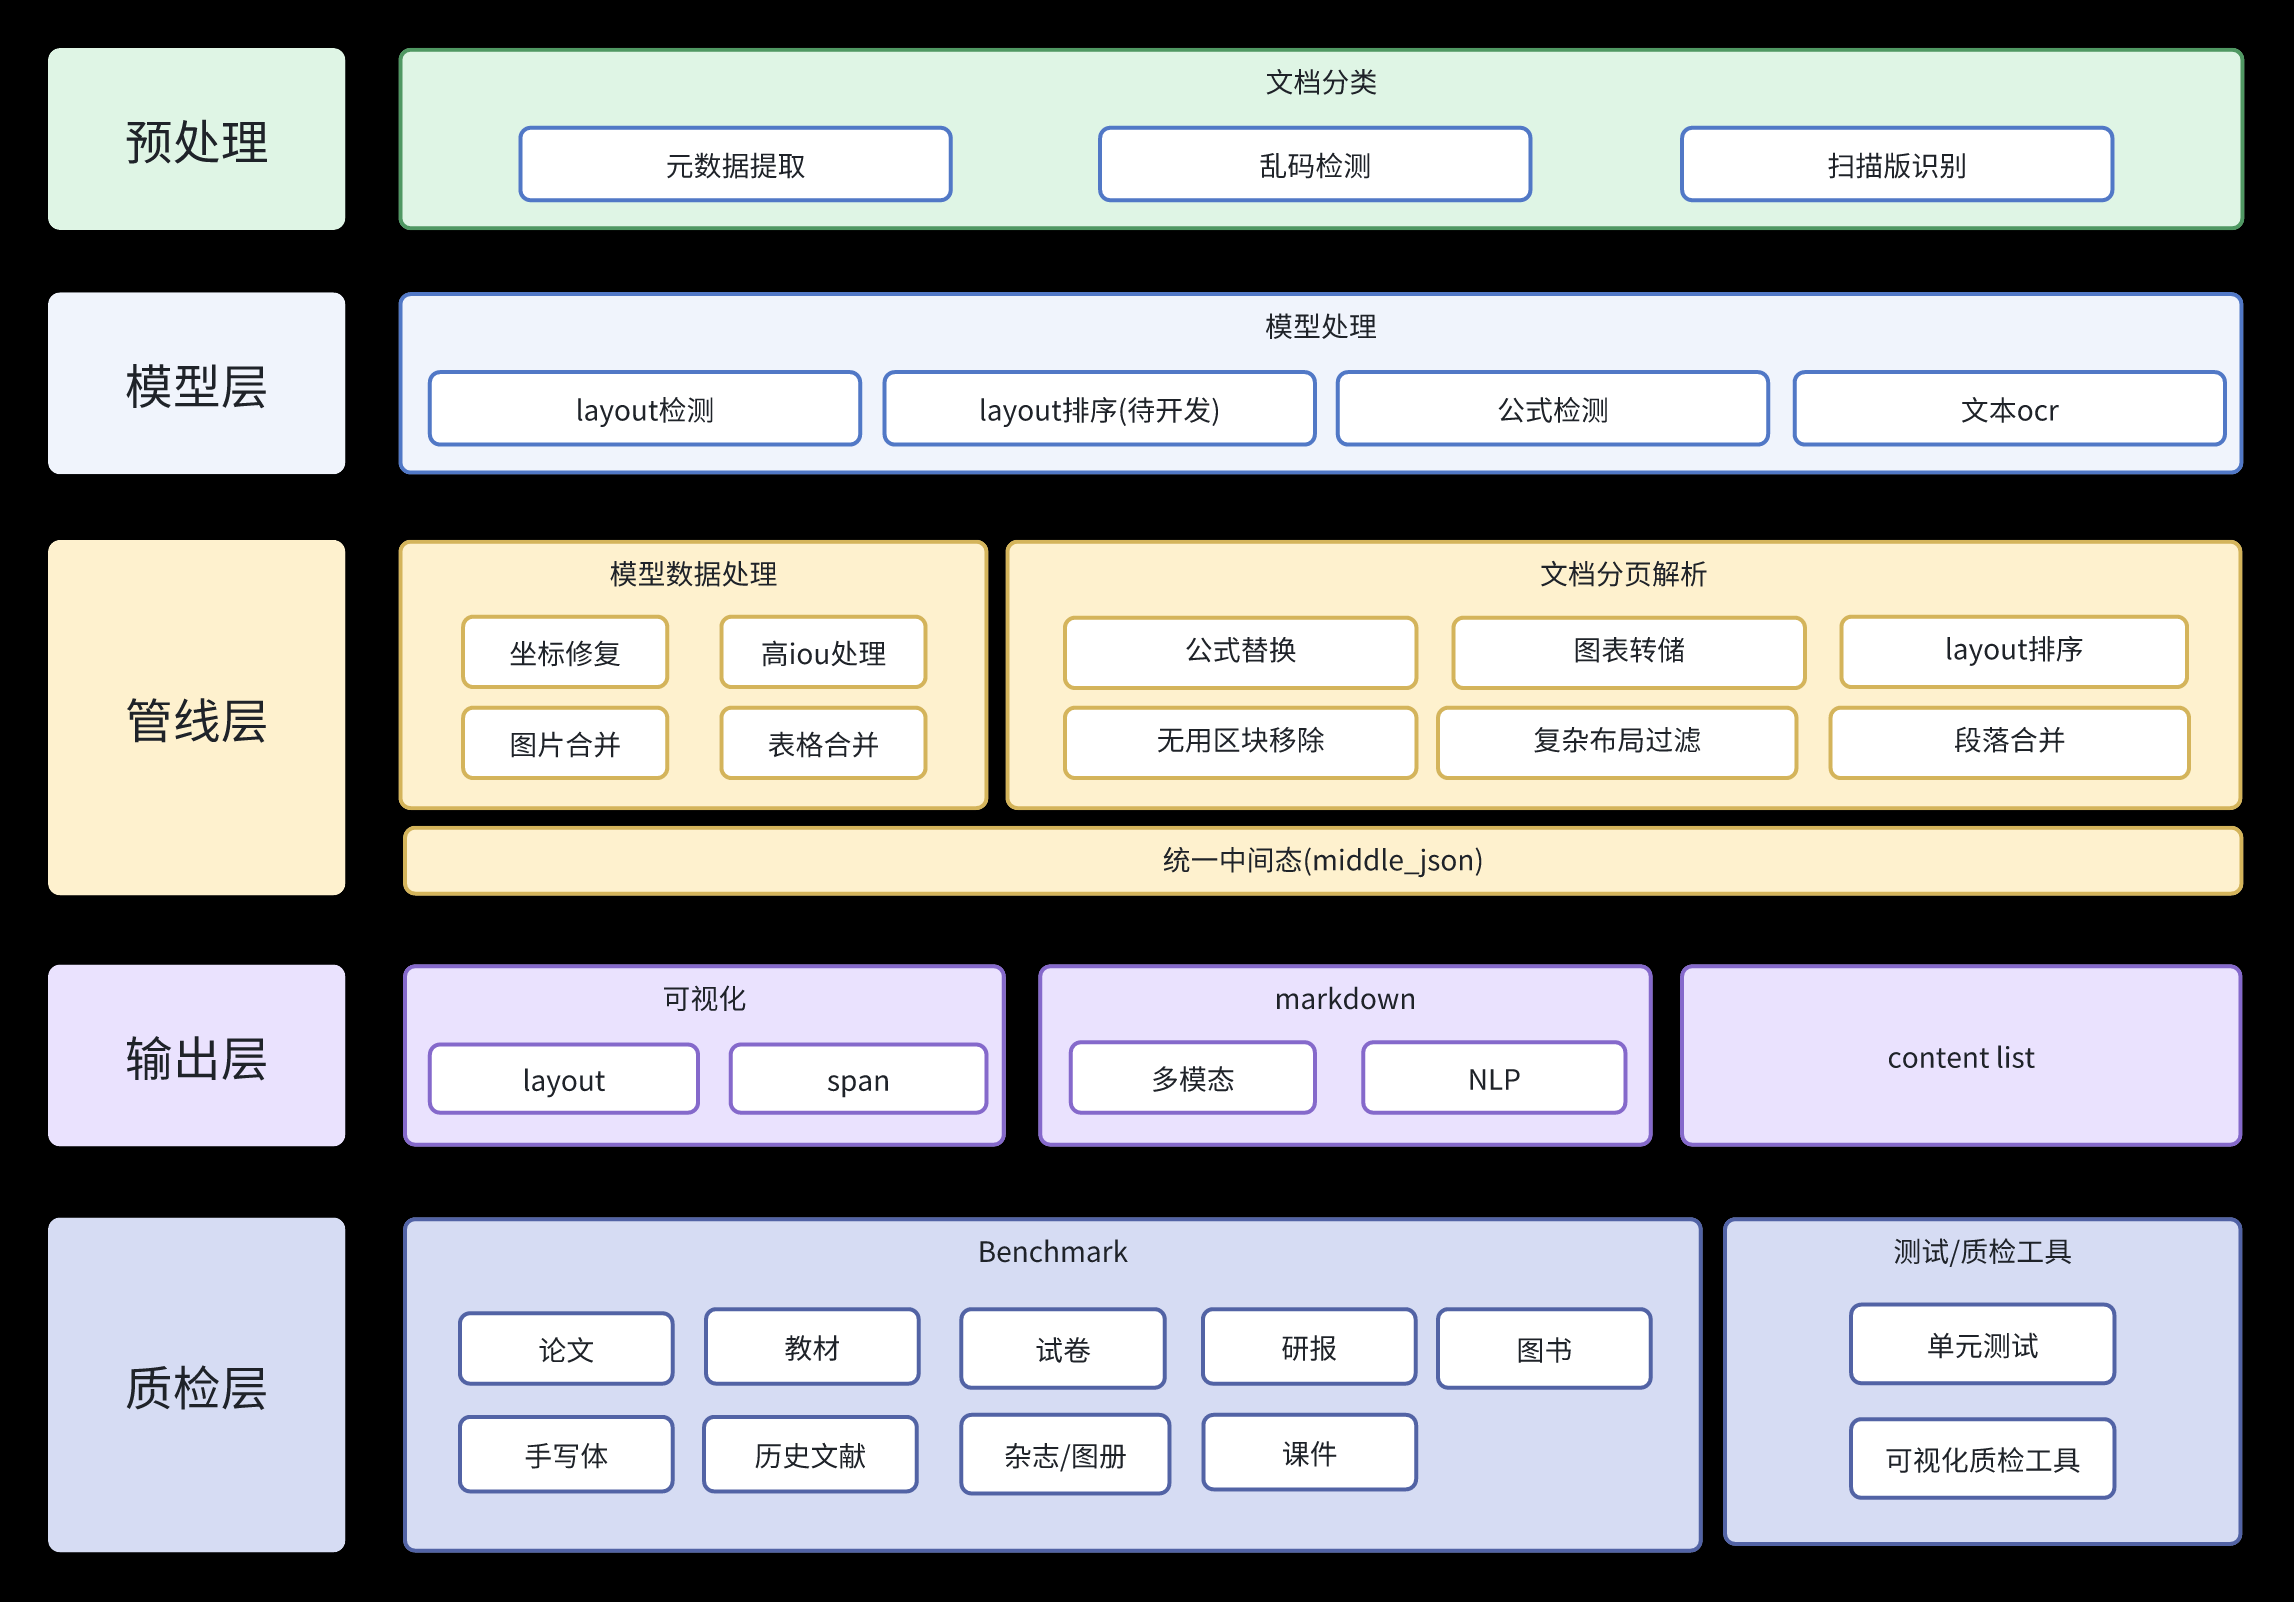 预处理
文档分类
元数据提取
乱码检测
扫描版识别
模型层
模型处理
layout检测
layout排序(待开发)
公式检测
文本ocr
管线层
模型数据处理
坐标修复
高iou处理
图片合并
表格合并
文档分页解析
公式替换
图表转储
layout排序
无用区块移除
复杂布局过滤
段落合并
统一中间态(middle_json)
输出层
可视化
layout
span
markdown
多模态
NLP
content list
质检层
Benchmark
论文
教材
试卷
研报
图书
手写体
历史文献
杂志/图册
课件
测试/质检工具
单元测试
可视化质检工具